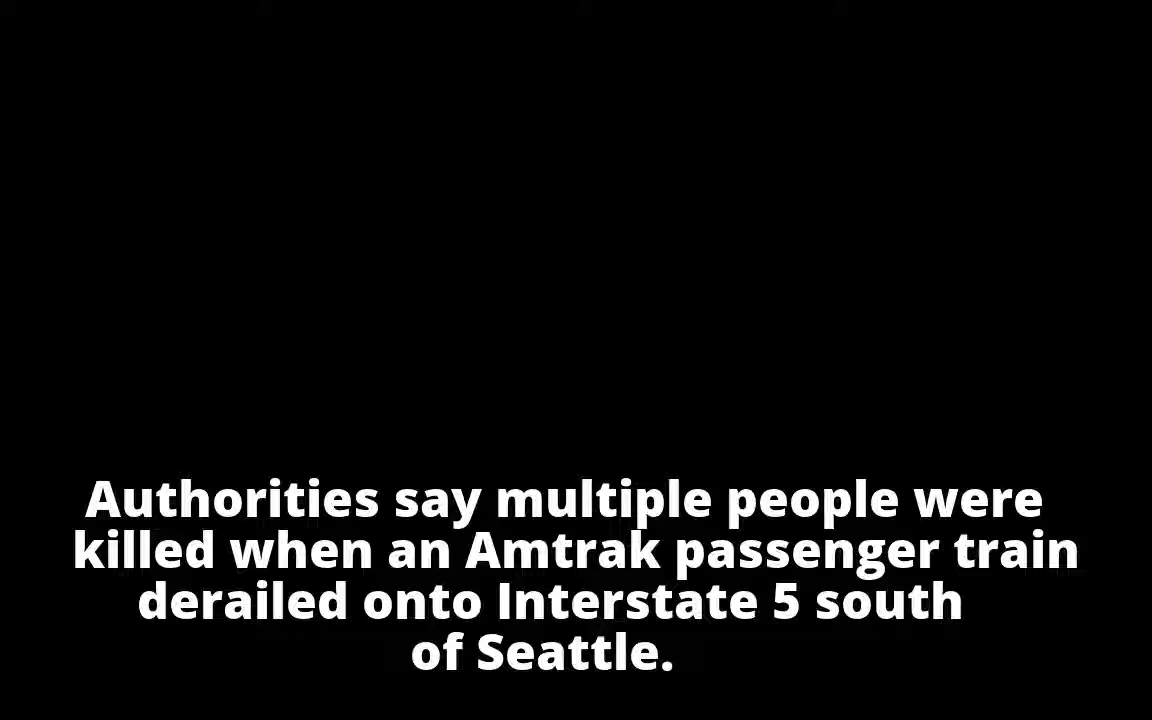 Authorities say multiple people were
killed when an Amtrak passenger train
derailed onto Interstate 5 south
of Seattle.